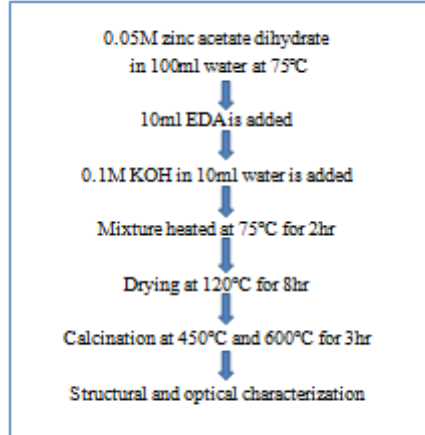 0.05M zinc acetate dihydrate
in 100ml water at 75°C
10ml EDA is added
0.1M KOH in 10ml water is added
Mixture heated at 75°C for 2hr
Drying at 120°C for 8hr
Calcination at 450°C and 600°C for 3hr
Structural and optical characterization